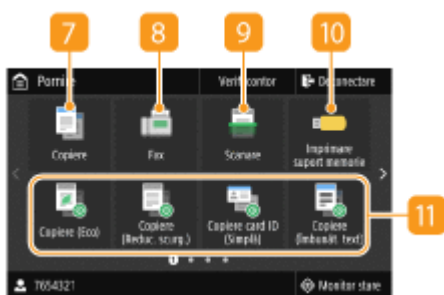 7 8 9 10
Pornire Verif. contor Deconectare
Copiere Fax Scanare Imprimare
suport memorie
Copiere (Eco) Copiere
(Reduc. scurg.) Copiere card ID
(Simplă) Copiere
(Îmbunăt. text)
11
7654321 Monitor stare